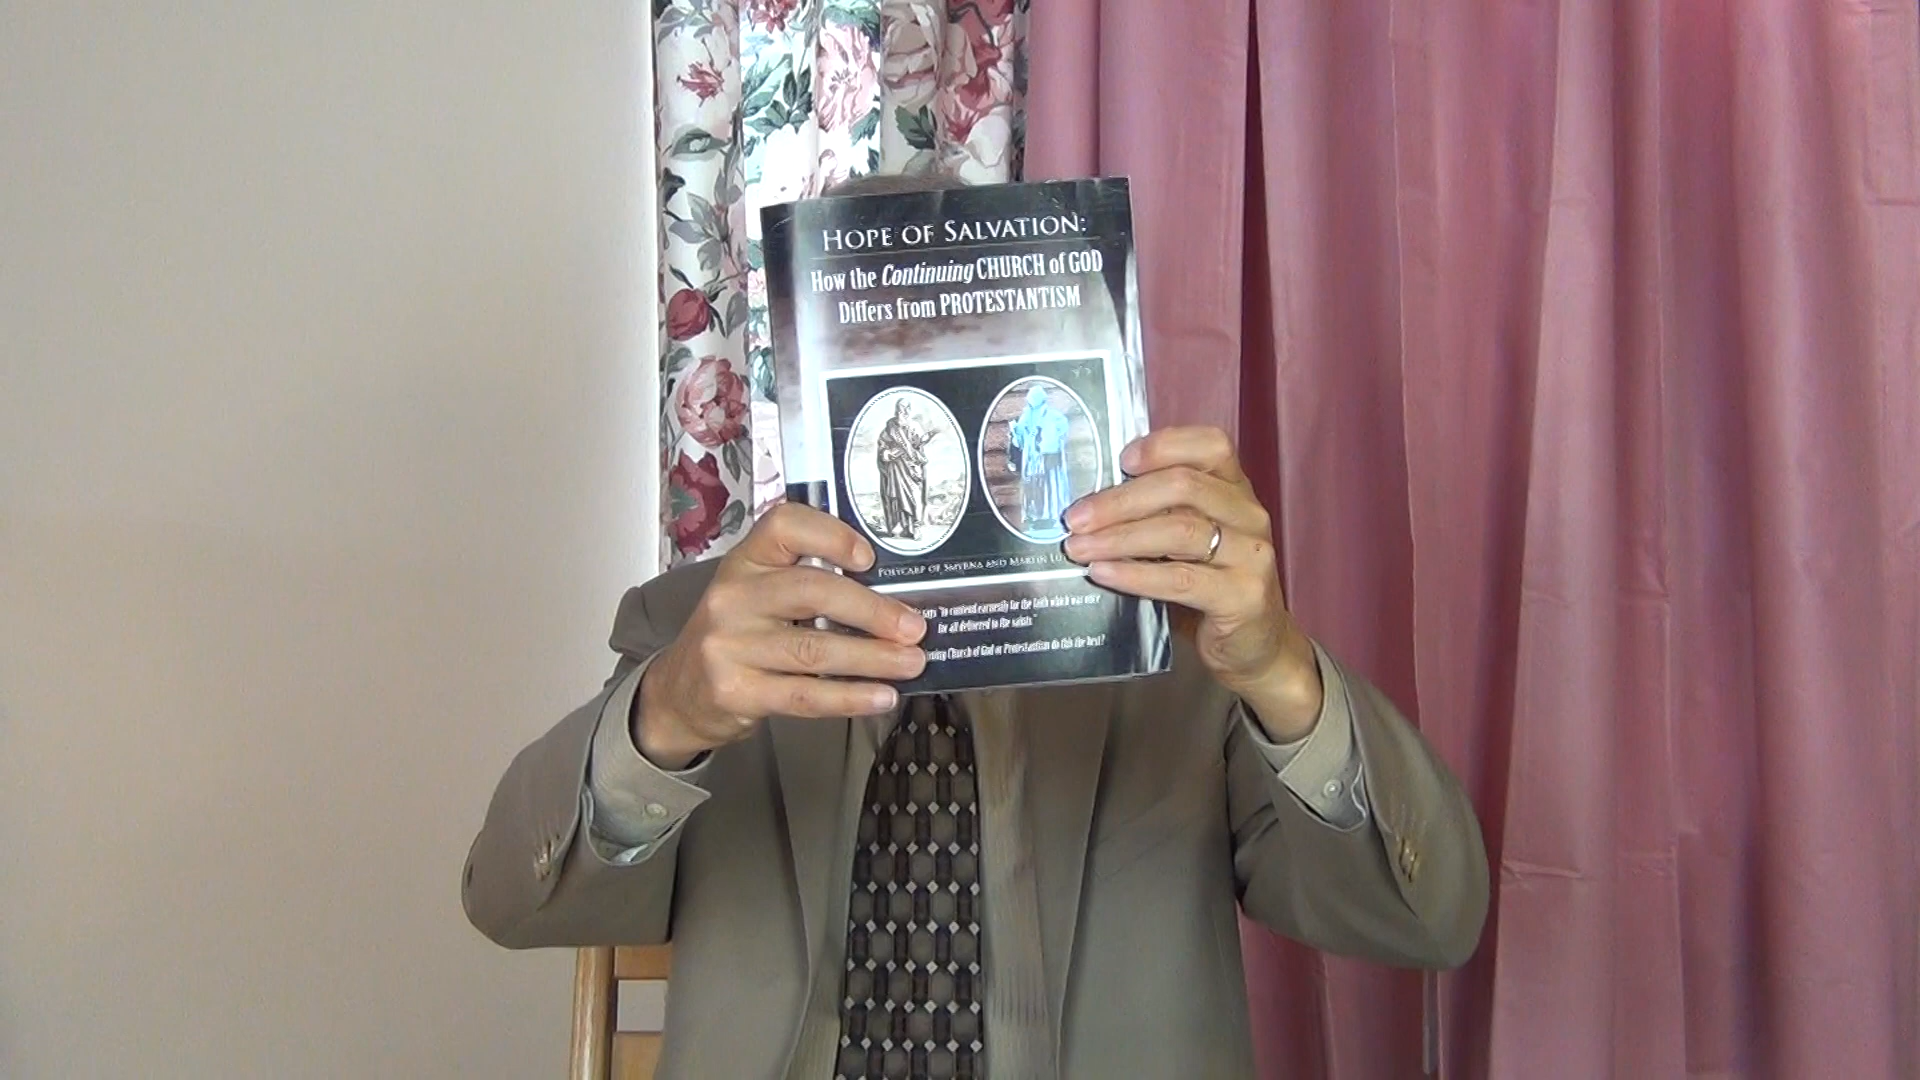 HOPE OF SALVATION:
How the Continuing CHURCH of GOD
Differs from PROTESTANTISM
POLYCARP OF SMYRNA AND MARTIN LU
says "to contend earnestly for the faith which was once
for all delivered to the saints."
Church of God or Protestantism do this the best?